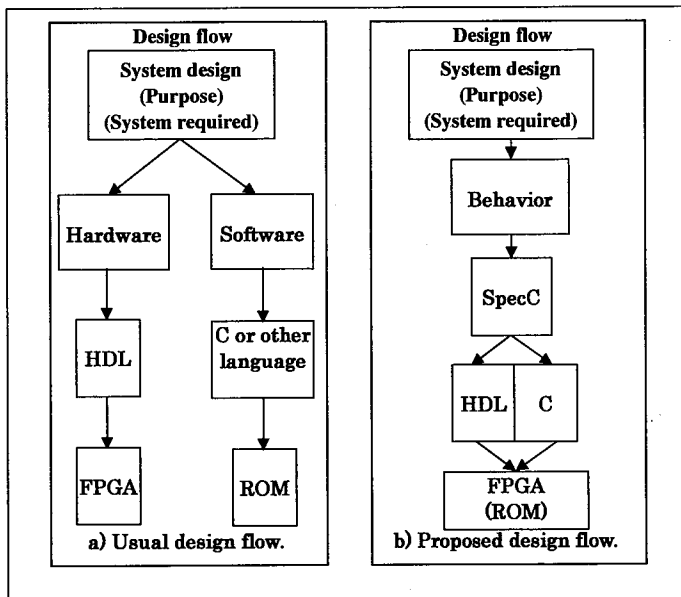 Design flow
System design
(Purpose)
(System required)
Hardware
Software
HDL
C or other
language
FPGA
ROM
a) Usual design flow.
Design flow
System design
(Purpose)
(System required)
Behavior
SpecC
HDL
C
FPGA
(ROM)
b) Proposed design flow.